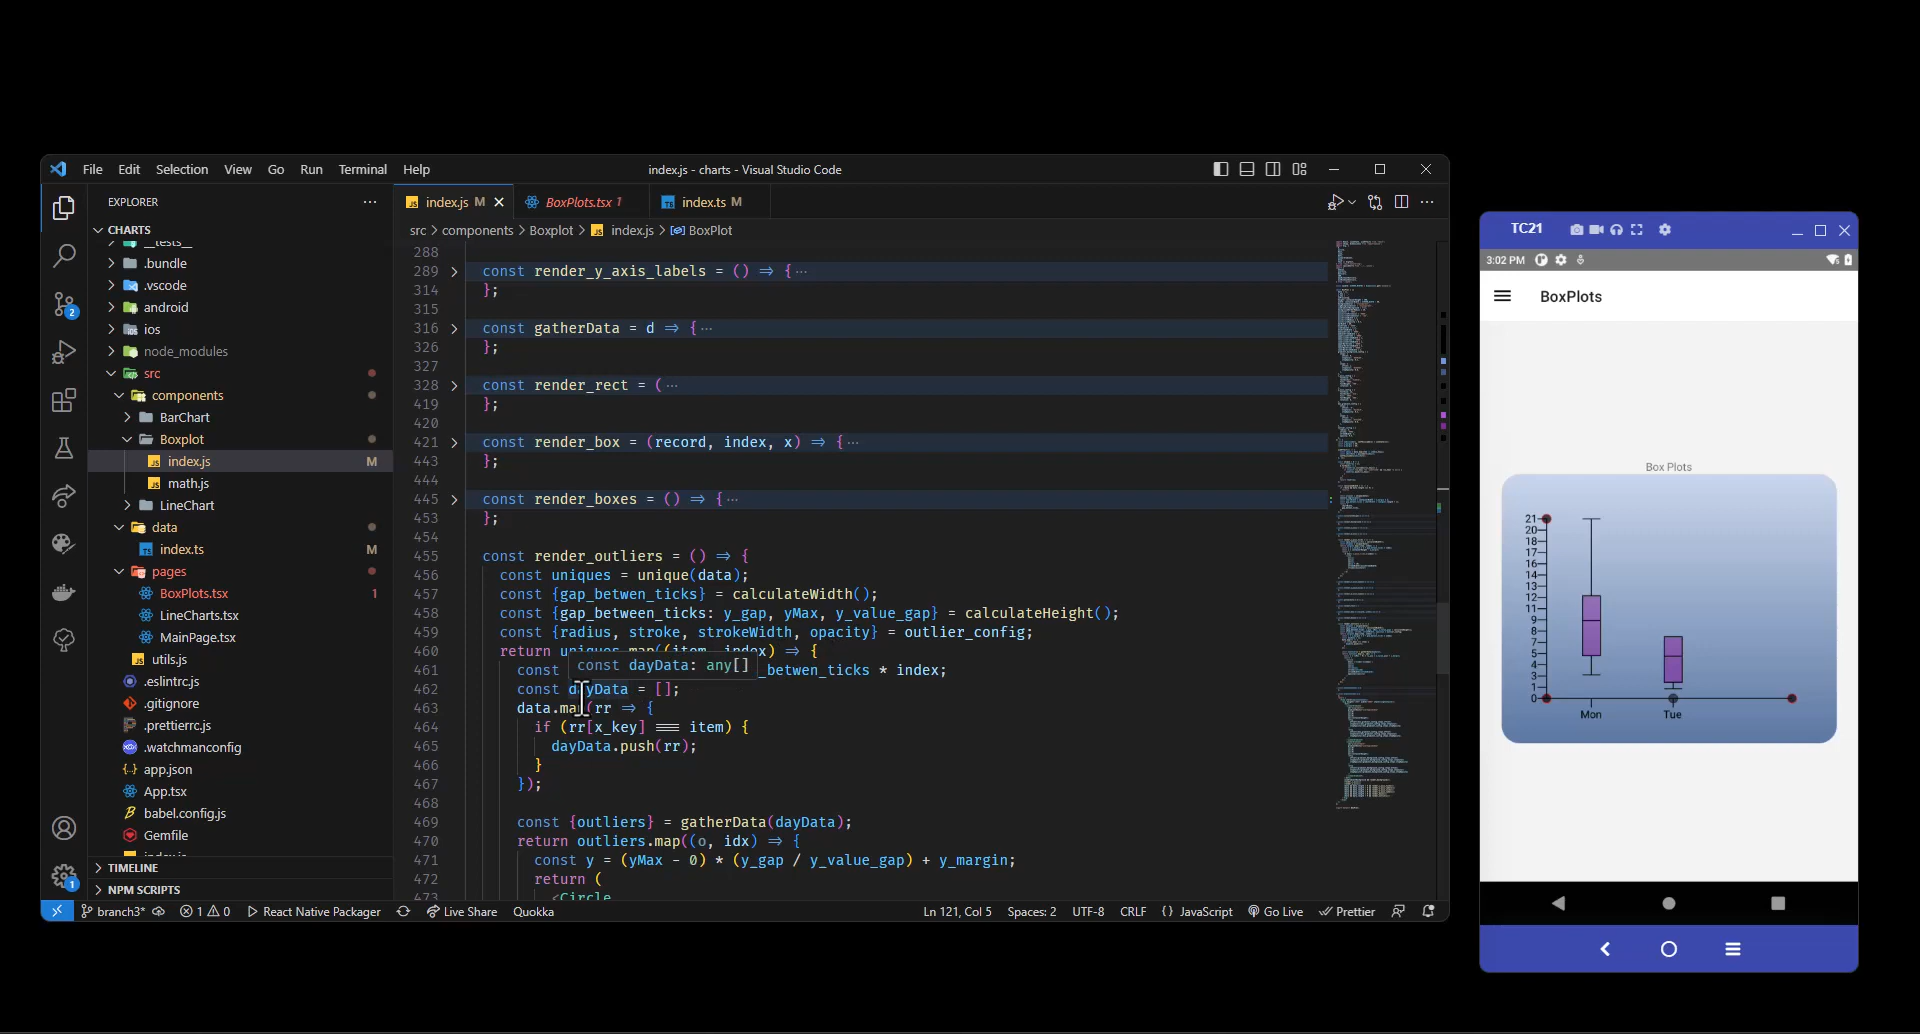 File Edit Selection View Go Run Terminal Help
index.js - charts - Visual Studio Code
EXPLORER
CHARTS
__tests__
.bundle
.vscode
android
ios
node_modules
src
components
BarChart
Boxplot
index.js M
math.js
LineChart
data
index.ts M
pages
BoxPlots.tsx 1
LineCharts.tsx
MainPage.tsx
utils.js
.eslintrc.js
.gitignore
.prettierrc.js
.watchmanconfig
app.json
App.tsx
babel.config.js
Gemfile
TIMELINE
NPM SCRIPTS
2
1
index.js M
BoxPlots.tsx 1
index.ts M
src > components > Boxplot > index.js > BoxPlot
288
289 const render_y_axis_labels = () => {···
314 };
315
316 const gatherData = d => {···
326 };
327
328 const render_rect = (···
419 };
420
421 const render_box = (record, index, x) => {···
443 };
444
445 const render_boxes = () => {···
453 };
454
455 const render_outliers = () => {
456 const uniques = unique(data);
457 const {gap_betwen_ticks} = calculateWidth();
458 const {gap_between_ticks: y_gap, yMax, y_value_gap} = calculateHeight();
459 const {radius, stroke, strokeWidth, opacity} = outlier_config;
460 return uniques.map((item, index) => {
const dayData: any[]
461 const _betwen_ticks * index;
462 const dayData = [];
463 data.map(rr => {
464 if (rr[x_key] === item) {
465 dayData.push(rr);
466 }
467 });
468
469 const {outliers} = gatherData(dayData);
470 return outliers.map((o, idx) => {
471 const y = (yMax - 0) * (y_gap / y_value_gap) + y_margin;
472 return (
473 <Circle
branch3* 1 0 React Native Packager Live Share Quokka Ln 121, Col 5 Spaces: 2 UTF-8 CRLF {} JavaScript Go Live Prettier
TC21
3:02 PM
BoxPlots
Box Plots
21
20
18
17
16
14
13
12
11
9
8
7
5
4
3
1
0
Mon Tue